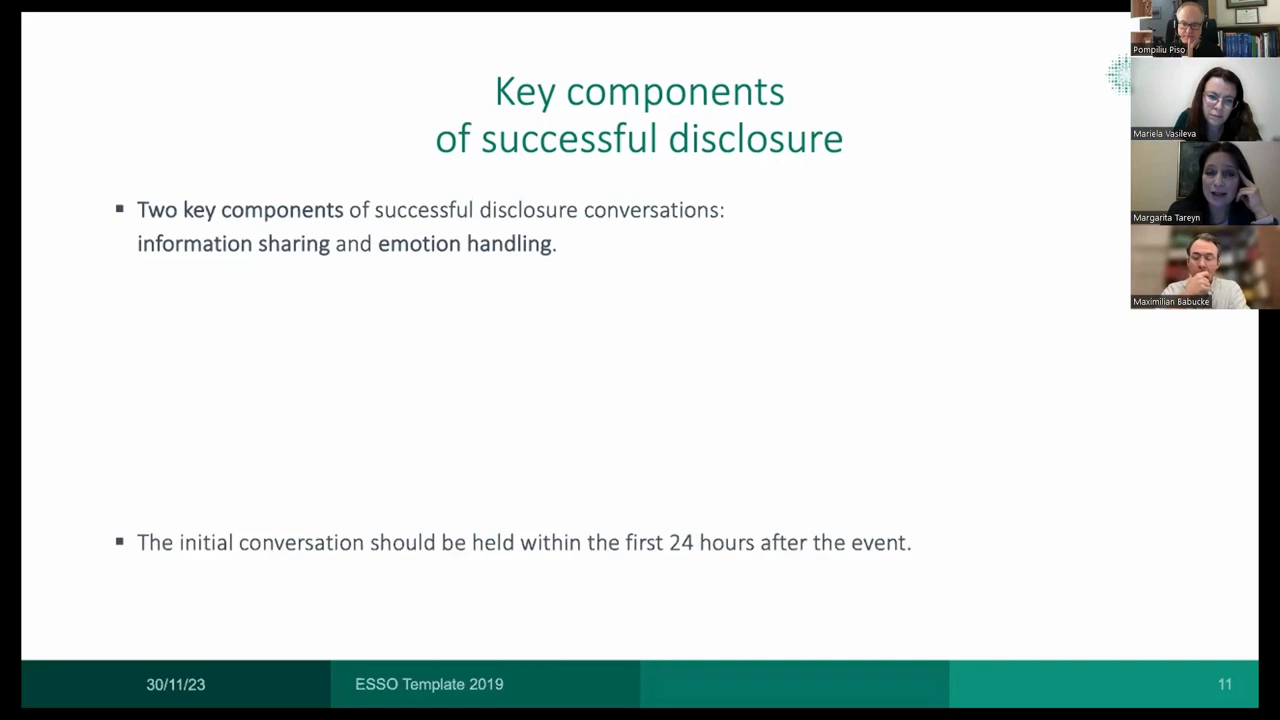 Key components
of successful disclosure
▪ Two key components of successful disclosure conversations:
information sharing and emotion handling.
▪ The initial conversation should be held within the first 24 hours after the event.
30/11/23
ESSO Template 2019
11
Pompiliu Piso
Mariela Vasileva
Margarita Tareyn
Maximilian Babucke